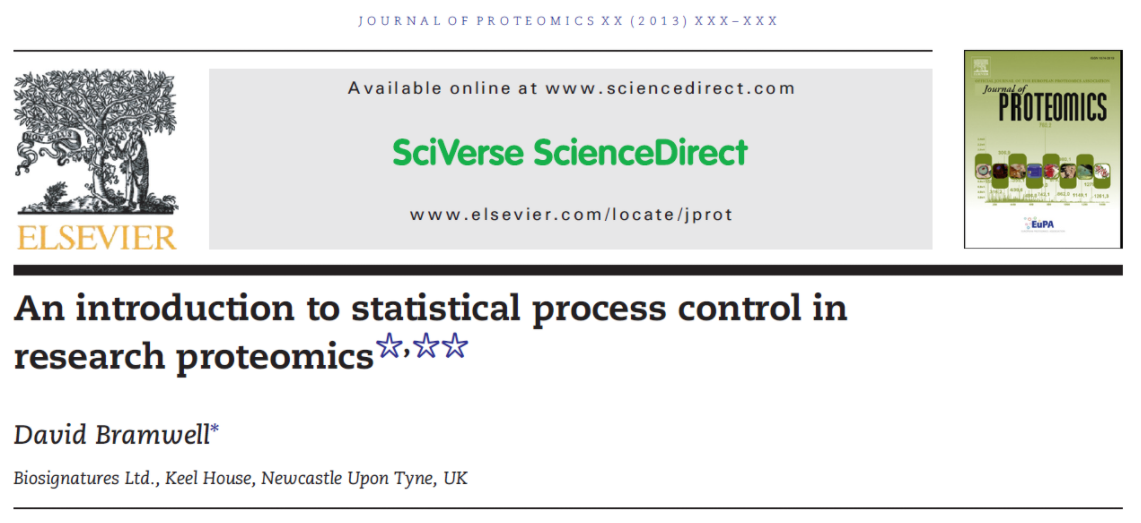 JOURNAL OF PROTEOMICS XX (2013) XXX–XXX
Available online at www.sciencedirect.com
SciVerse ScienceDirect
www.elsevier.com/locate/jprot
ELSEVIER
Journal of
PROTEOMICS
EuPA
An introduction to statistical process control in
research proteomics☆,☆☆
David Bramwell*
Biosignatures Ltd., Keel House, Newcastle Upon Tyne, UK